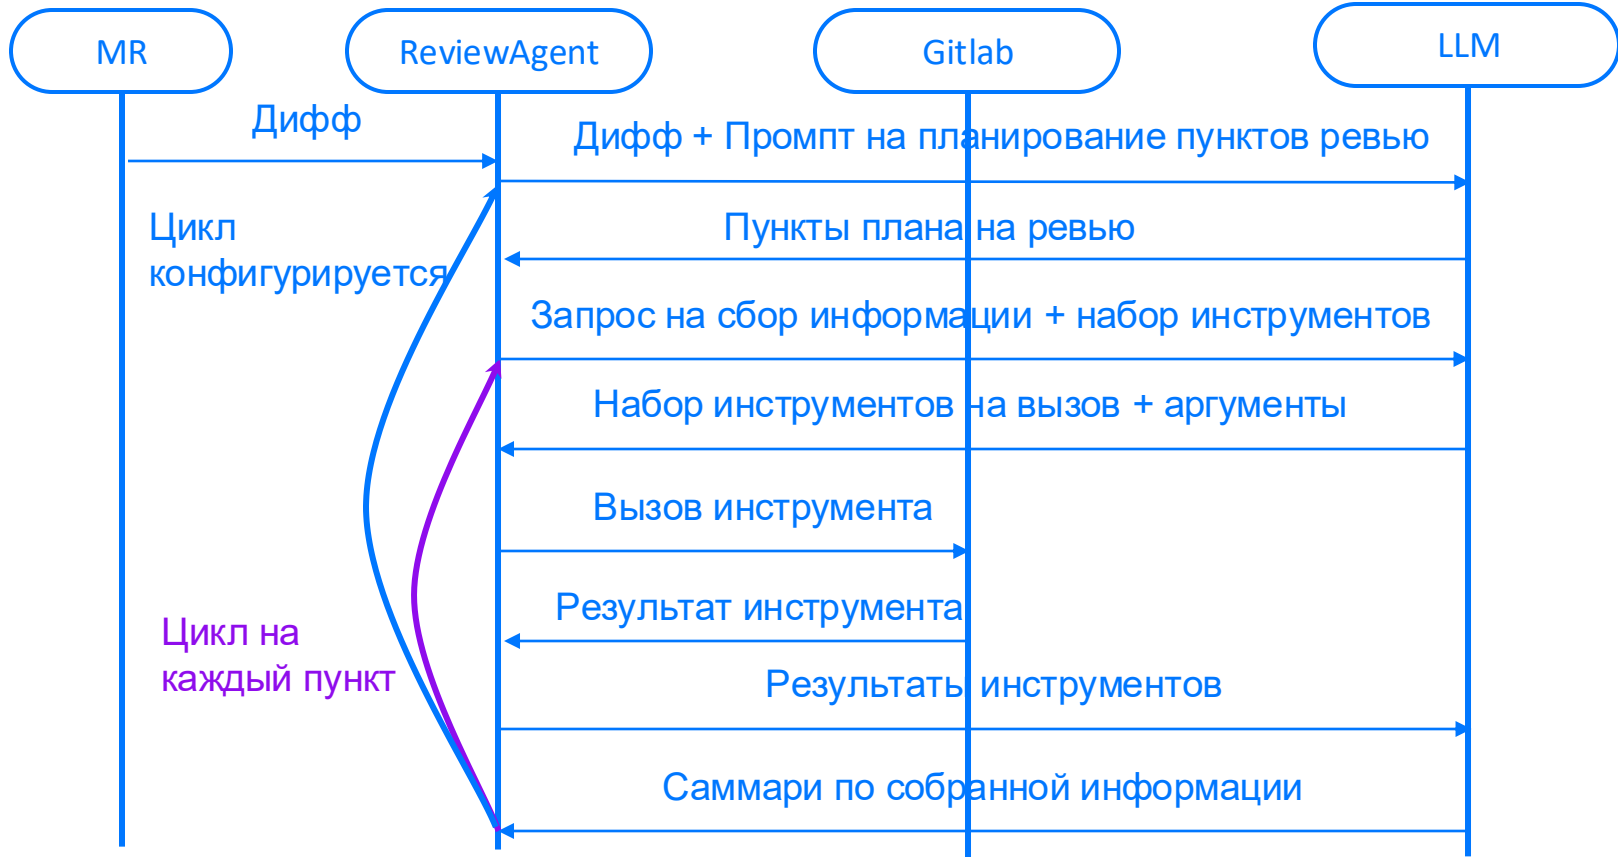 MR
ReviewAgent
Gitlab
LLM
Дифф
Дифф + Промпт на планирование пунктов ревью
Цикл
конфигурируется
Пункты плана на ревью
Запрос на сбор информации + набор инструментов
Набор инструментов на вызов + аргументы
Вызов инструмента
Результат инструмента
Цикл на
каждый пункт
Результаты инструментов
Саммари по собранной информации